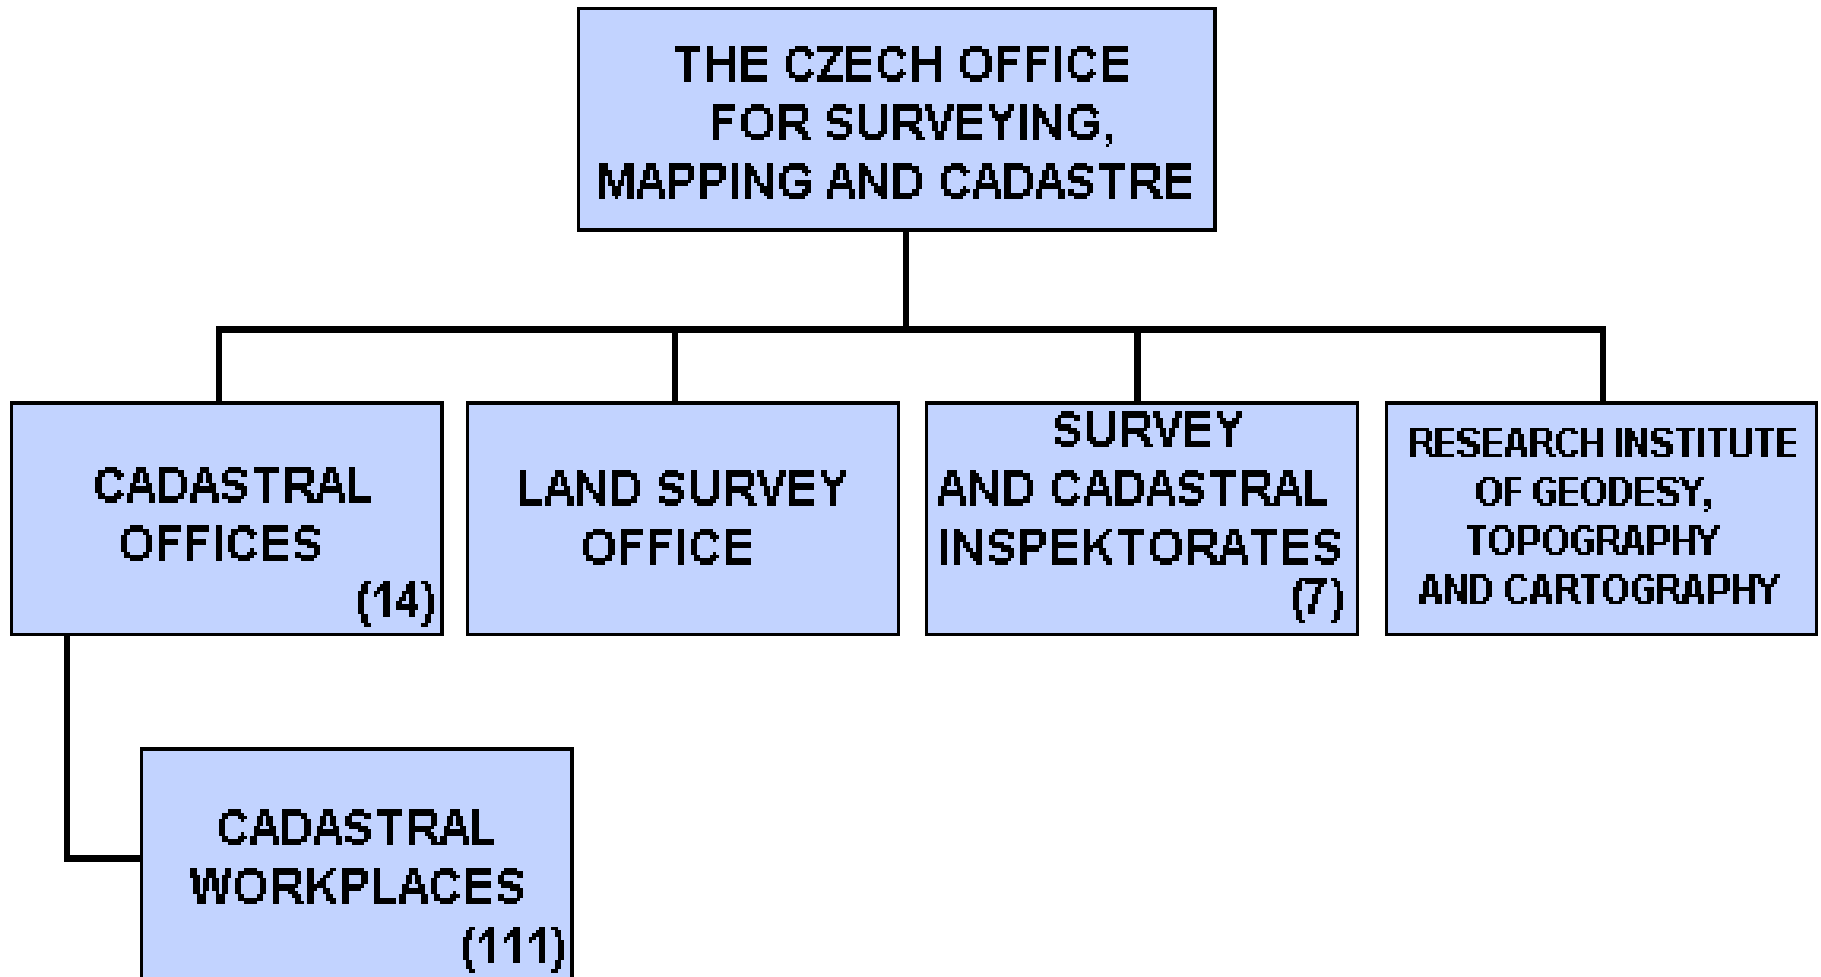 THE CZECH OFFICE
FOR SURVEYING,
MAPPING AND CADASTRE
CADASTRAL
OFFICES
(14)
LAND SURVEY
OFFICE
SURVEY
AND CADASTRAL
INSPEKTORATES
(7)
RESEARCH INSTITUTE
OF GEODESY,
TOPOGRAPHY
AND CARTOGRAPHY
CADASTRAL
WORKPLACES
(111)